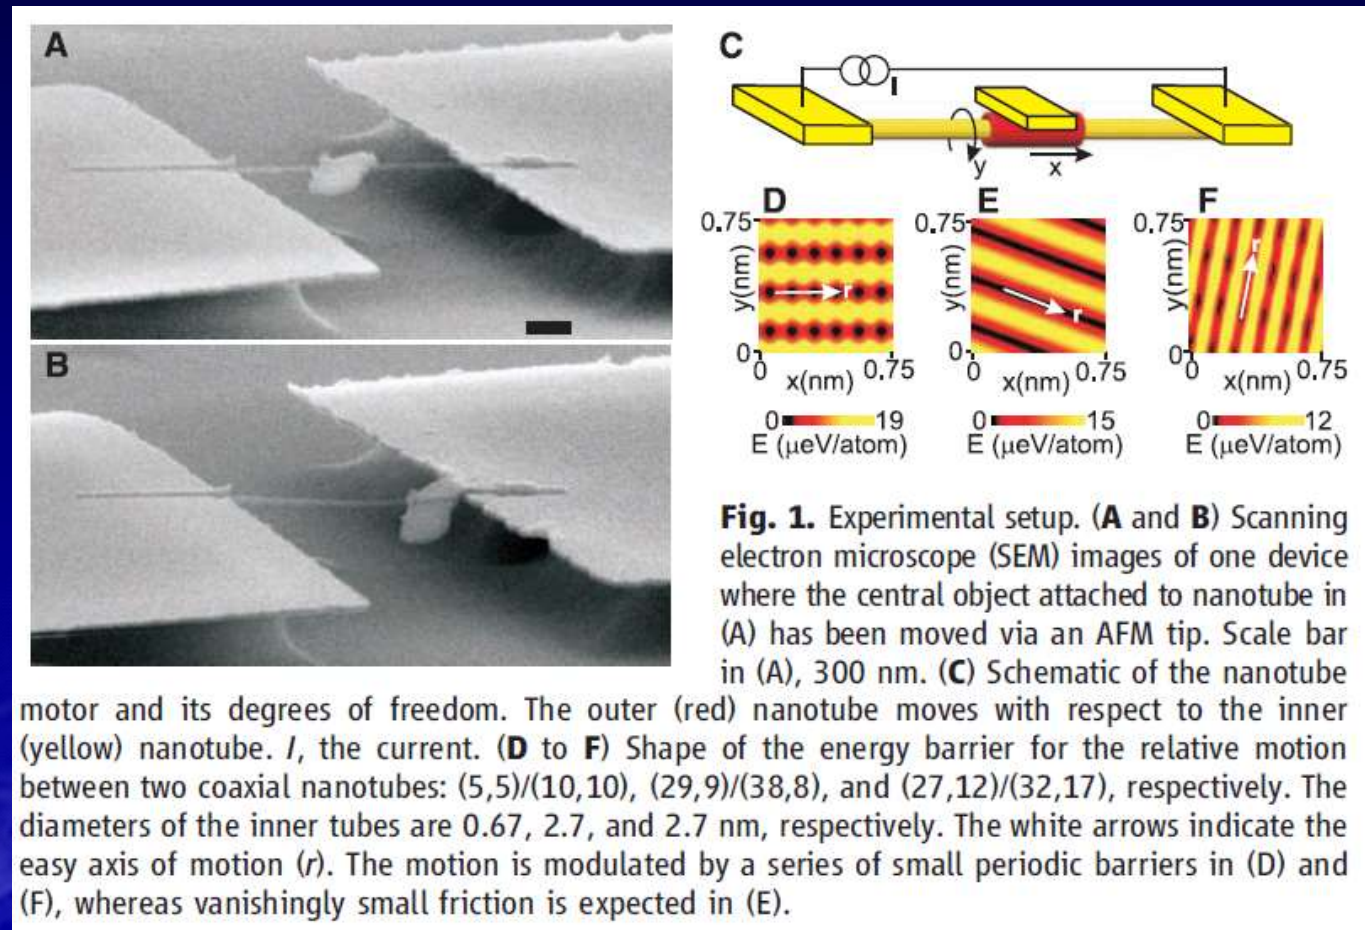 A
B
C
I
y
x
D
E
F
0.75
y(nm)
0
0
x(nm)
0.75
r
0
19
E (μeV/atom)
0.75
y(nm)
0
0
x(nm)
0.75
r
0
15
E (μeV/atom)
0.75
y(nm)
0
0
x(nm)
0.75
r
0
12
E (μeV/atom)
Fig. 1. Experimental setup. (A and B) Scanning
electron microscope (SEM) images of one device
where the central object attached to nanotube in
(A) has been moved via an AFM tip. Scale bar
in (A), 300 nm. (C) Schematic of the nanotube
motor and its degrees of freedom. The outer (red) nanotube moves with respect to the inner
(yellow) nanotube. I, the current. (D to F) Shape of the energy barrier for the relative motion
between two coaxial nanotubes: (5,5)/(10,10), (29,9)/(38,8), and (27,12)/(32,17), respectively. The
diameters of the inner tubes are 0.67, 2.7, and 2.7 nm, respectively. The white arrows indicate the
easy axis of motion (r). The motion is modulated by a series of small periodic barriers in (D) and
(F), whereas vanishingly small friction is expected in (E).